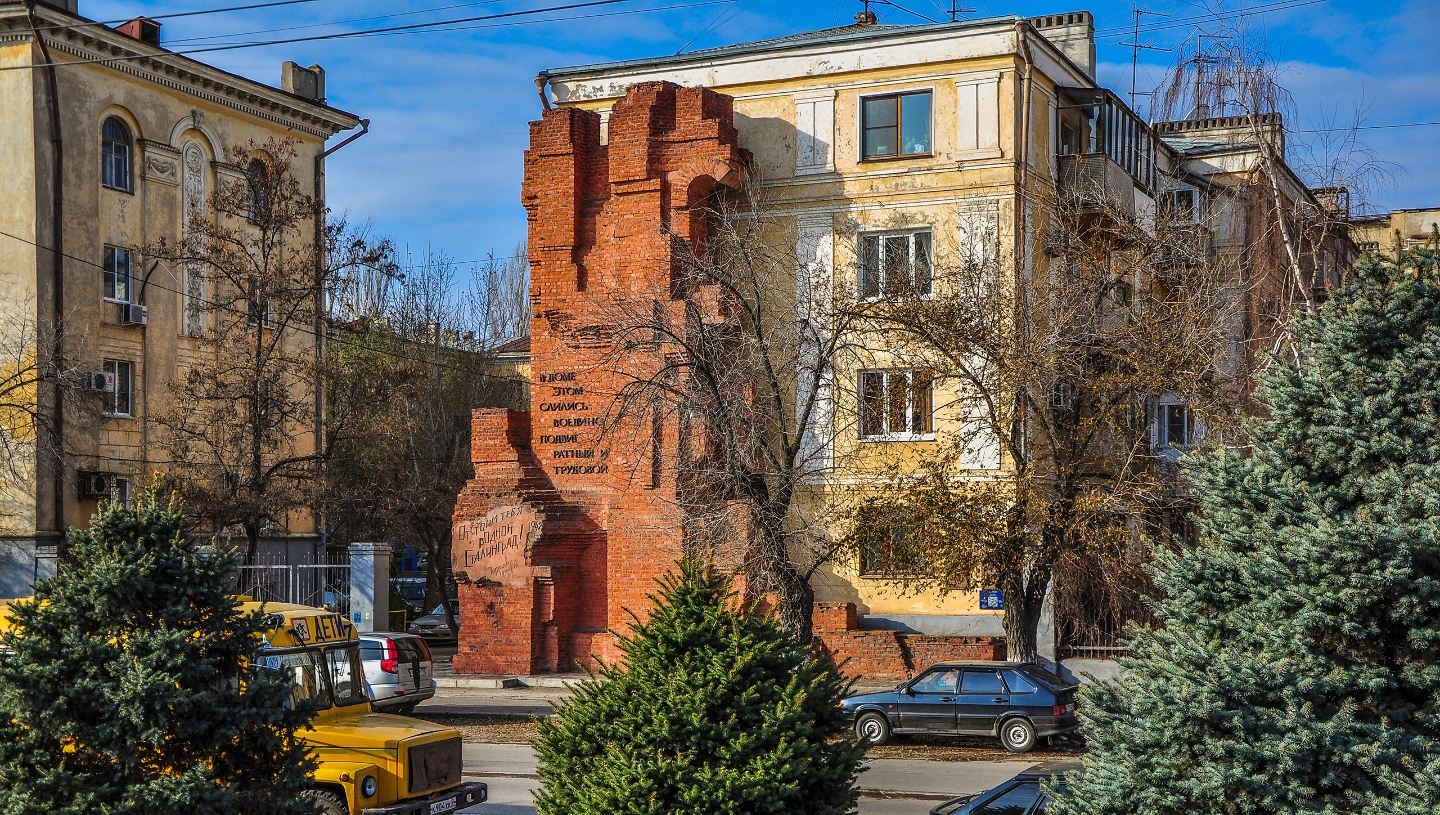 В ДОМЕ
ЭТОМ
СЛИЛИСЬ
ВОЕДИНО
ПОДВИГ
РАТНЫЙ И
ТРУДОВОЙ
ОТСТОИМ ТЕБЯ
РОДНОЙ
СТАЛИНГРАД!
ДЕТИ